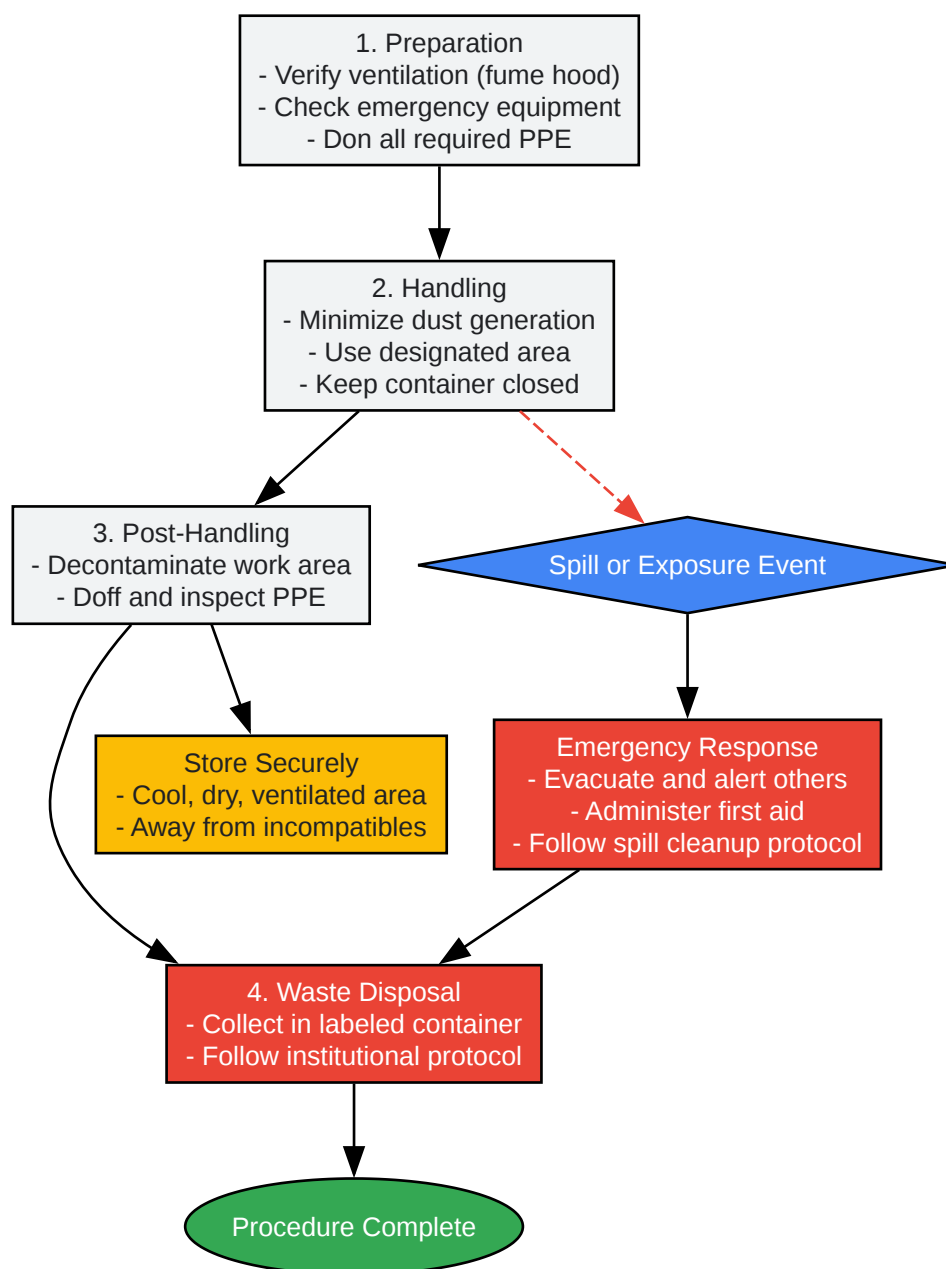 1. Preparation
- Verify ventilation (fume hood)
- Check emergency equipment
- Don all required PPE
2. Handling
- Minimize dust generation
- Use designated area
- Keep container closed
3. Post-Handling
- Decontaminate work area
- Doff and inspect PPE
Spill or Exposure Event
Store Securely
- Cool, dry, ventilated area
- Away from incompatibles
Emergency Response
- Evacuate and alert others
- Administer first aid
- Follow spill cleanup protocol
4. Waste Disposal
- Collect in labeled container
- Follow institutional protocol
Procedure Complete